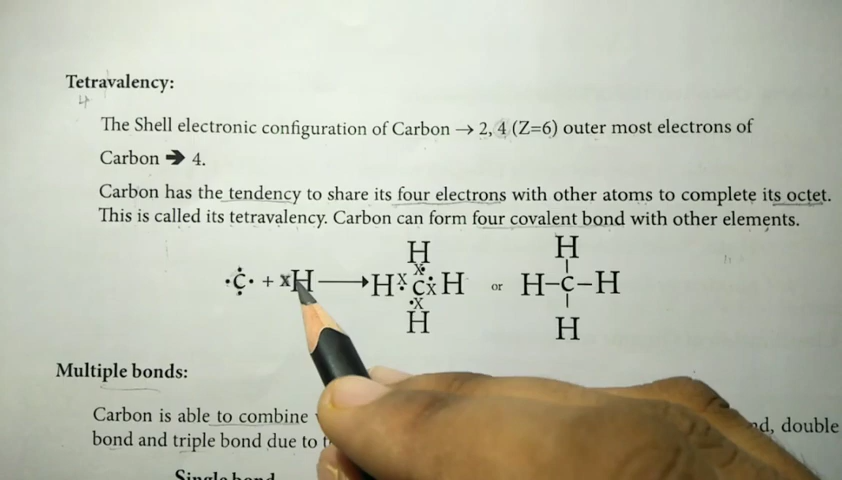 Tetravalency:
4
The Shell electronic configuration of Carbon → 2, 4 (Z=6) outer most electrons of
Carbon ➔ 4.
Carbon has the tendency to share its four electrons with other atoms to complete its octet.
This is called its tetravalency. Carbon can form four covalent bond with other elements.
H H
·C· + xH ⟶ H C H or H–C–H
H H
Multiple bonds:
Carbon is able to combine
double
bond and triple bond due to
Single bond